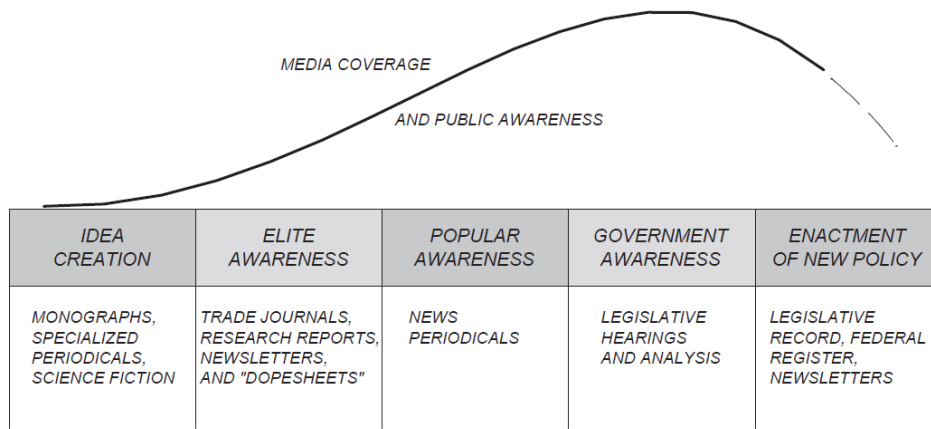 MEDIA COVERAGE
AND PUBLIC AWARENESS
IDEA
CREATION
ELITE
AWARENESS
POPULAR
AWARENESS
GOVERNMENT
AWARENESS
ENACTMENT
OF NEW POLICY
MONOGRAPHS,
SPECIALIZED
PERIODICALS,
SCIENCE FICTION
TRADE JOURNALS,
RESEARCH REPORTS,
NEWSLETTERS,
AND "DOPESHEETS"
NEWS
PERIODICALS
LEGISLATIVE
HEARINGS
AND ANALYSIS
LEGISLATIVE
RECORD, FEDERAL
REGISTER,
NEWSLETTERS